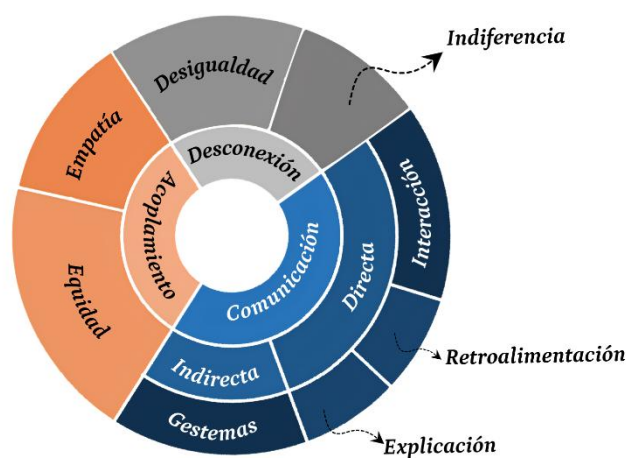 Indiferencia
Desigualdad
Empatía
Desconexión
Acoplamiento
Interacción
Equidad
Comunicación
Directa
Indirecta
Retroalimentación
Gestemas
Explicación